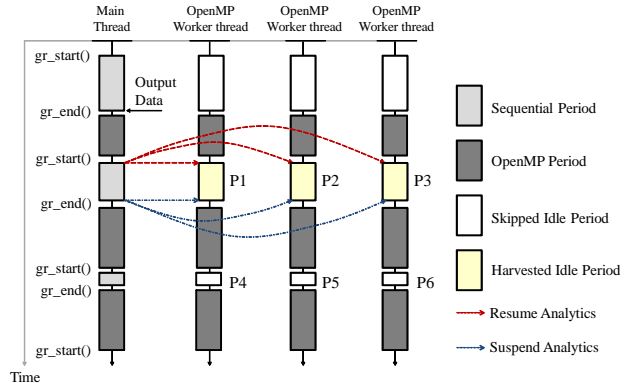 Main
Thread
OpenMP
Worker thread
OpenMP
Worker thread
OpenMP
Worker thread
gr_start()
Output
Data
gr_end()
gr_start()
P1
P2
P3
gr_end()
gr_start()
P4
P5
P6
gr_end()
gr_start()
Time
Sequential Period
OpenMP Period
Skipped Idle Period
Harvested Idle Period
Resume Analytics
Suspend Analytics